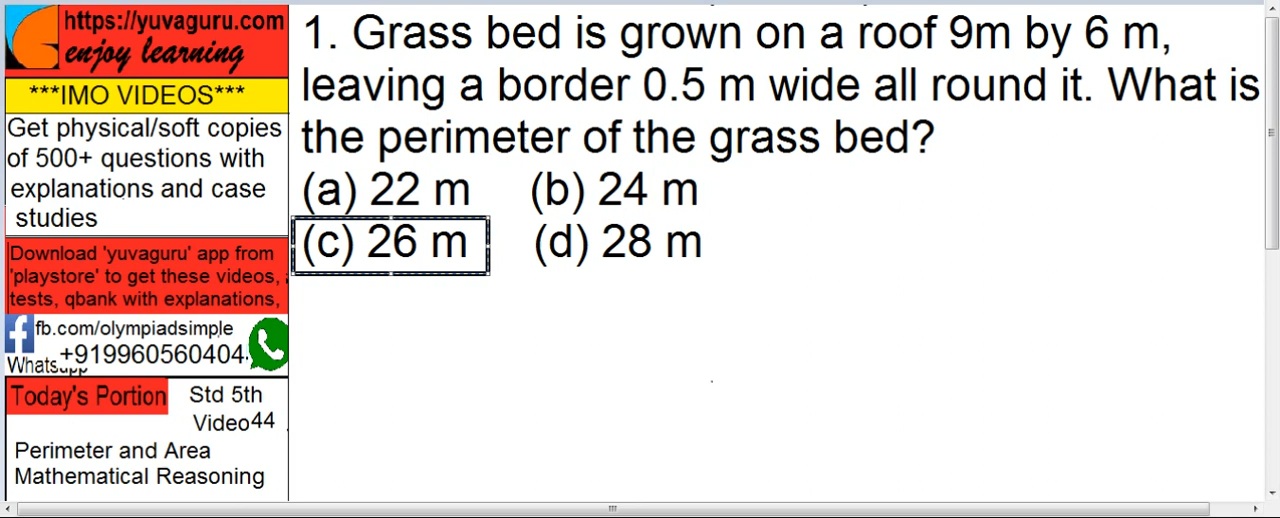 https://yuvaguru.com
enjoy learning
***IMO VIDEOS***
Get physical/soft copies
of 500+ questions with
explanations and case
studies
Download 'yuvaguru' app from
'playstore' to get these videos,
tests, qbank with explanations,
fb.com/olympiadsimple
+919960560404
Whatsapp
Today's Portion
Std 5th
Video44
Perimeter and Area
Mathematical Reasoning
1. Grass bed is grown on a roof 9m by 6 m,
leaving a border 0.5 m wide all round it. What is
the perimeter of the grass bed?
(a) 22 m (b) 24 m
(c) 26 m (d) 28 m